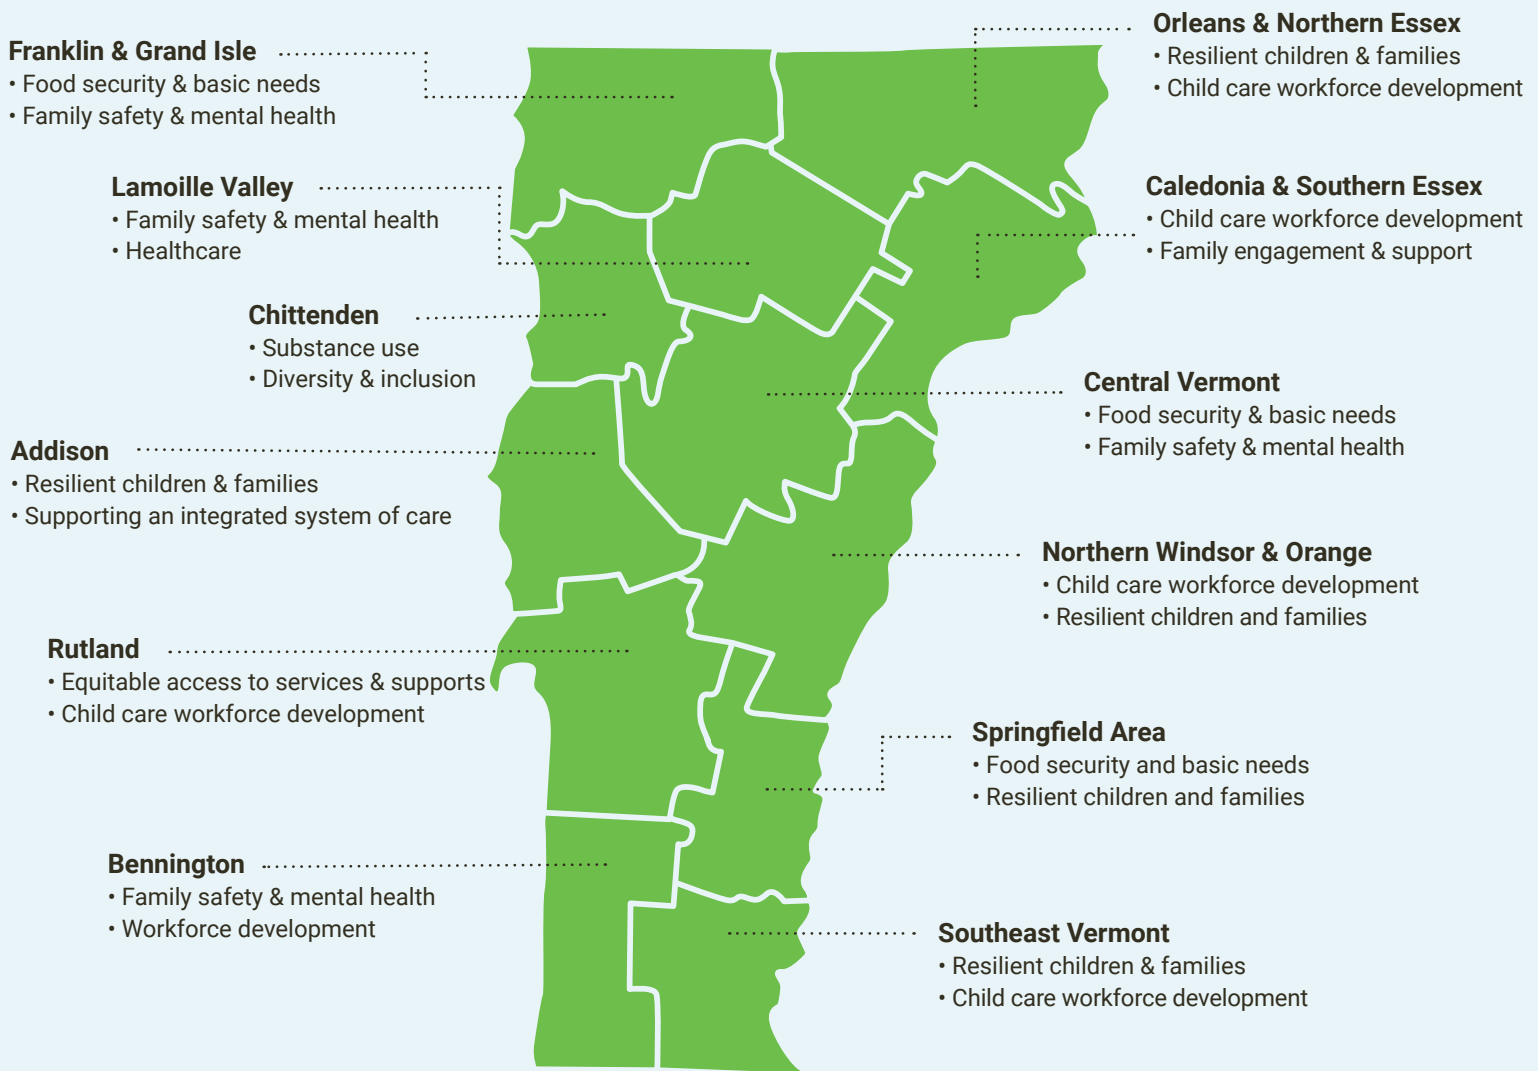 Franklin & Grand Isle
• Food security & basic needs
• Family safety & mental health
Lamoille Valley
• Family safety & mental health
• Healthcare
Chittenden
• Substance use
• Diversity & inclusion
Addison
• Resilient children & families
• Supporting an integrated system of care
Rutland
• Equitable access to services & supports
• Child care workforce development
Bennington
• Family safety & mental health
• Workforce development
Orleans & Northern Essex
• Resilient children & families
• Child care workforce development
Caledonia & Southern Essex
• Child care workforce development
• Family engagement & support
Central Vermont
• Food security & basic needs
• Family safety & mental health
Northern Windsor & Orange
• Child care workforce development
• Resilient children and families
Springfield Area
• Food security and basic needs
• Resilient children and families
Southeast Vermont
• Resilient children & families
• Child care workforce development